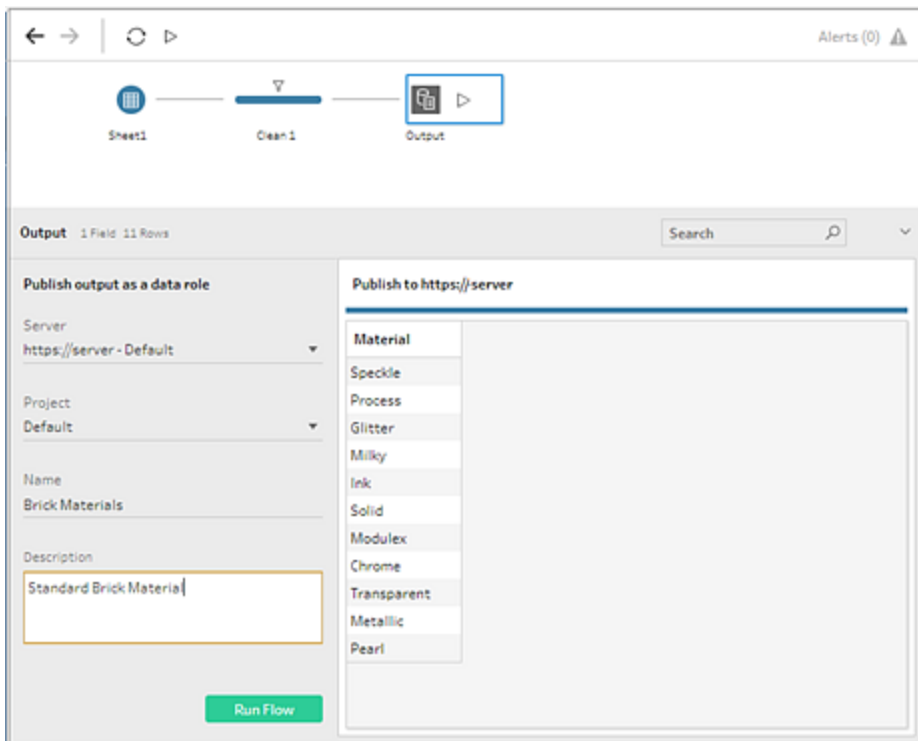 Alerts (0)
Sheet1
Clean 1
Output
Output 1 Field 11 Rows
Search
Publish output as a data role
Server
https://server - Default
Project
Default
Name
Brick Materials
Description
Standard Brick Material
Run Flow
Publish to https://server
Material
Speckle
Process
Glitter
Milky
Ink
Solid
Modulex
Chrome
Transparent
Metallic
Pearl